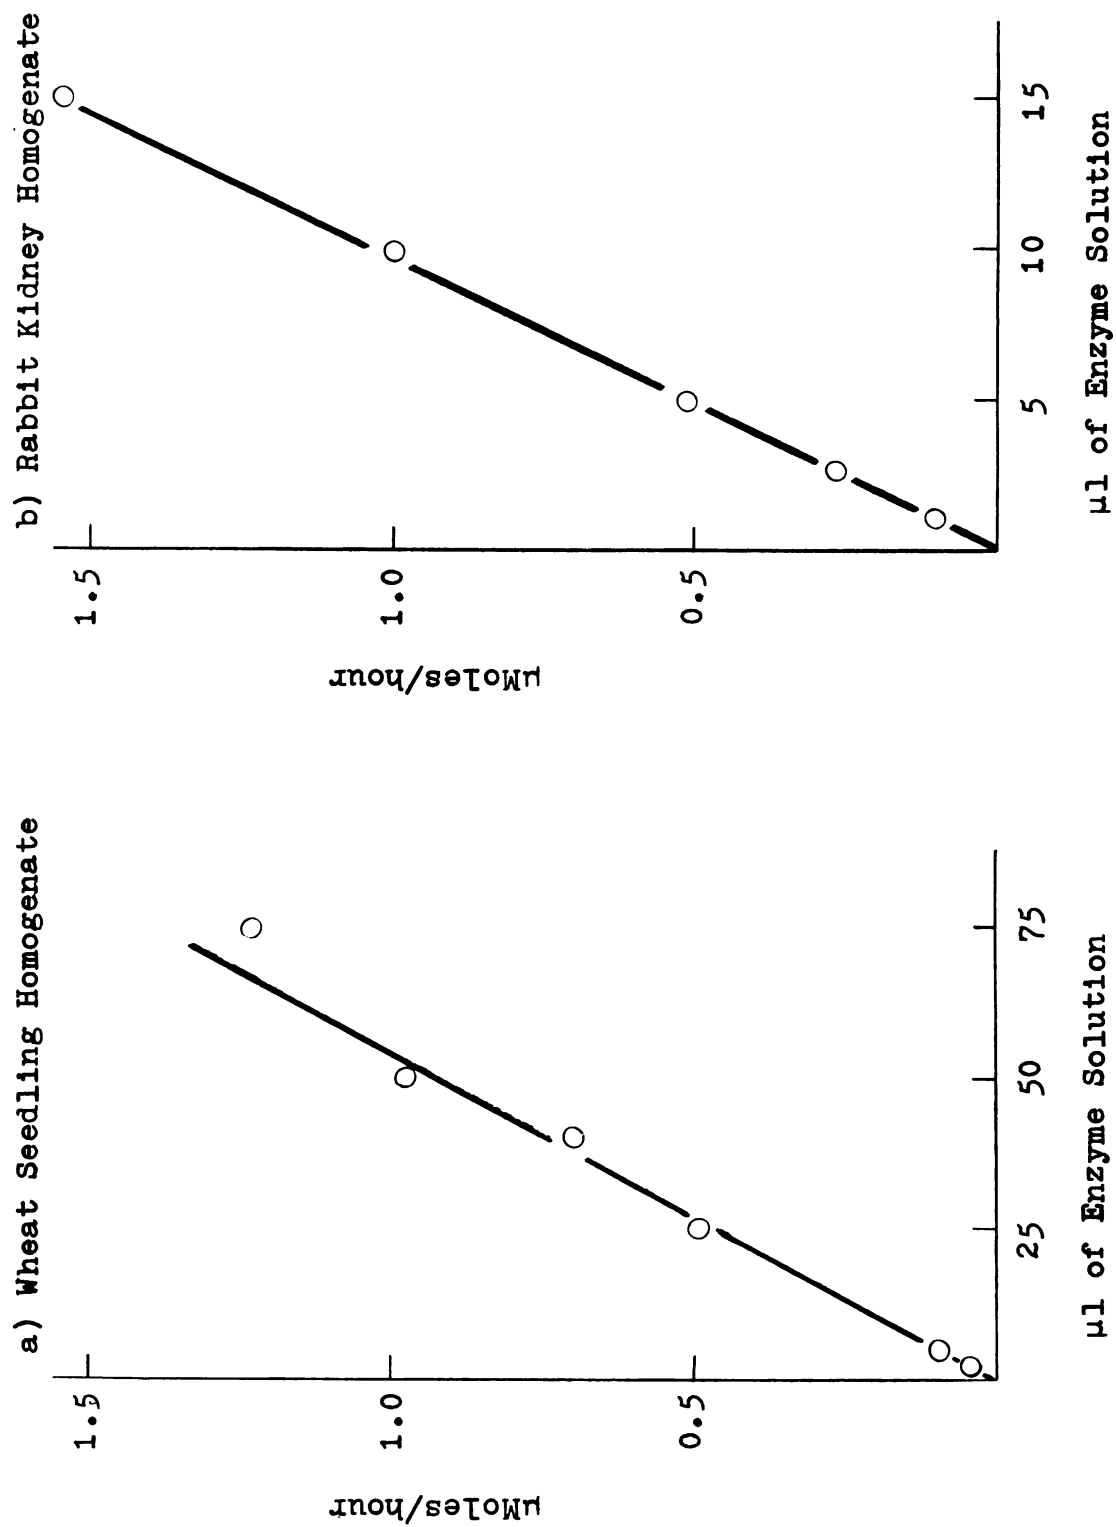 a) Wheat Seedling Homogenate
µMoles/hour
1.5
1.0
0.5
25
50
75
µl of Enzyme Solution
b) Rabbit Kidney Homogenate
µMoles/hour
1.5
1.0
0.5
5
10
15
µl of Enzyme Solution